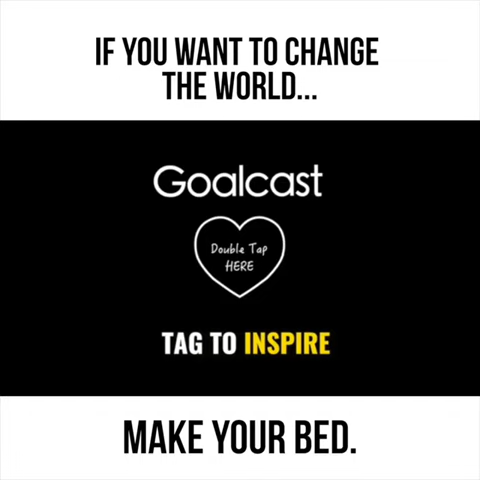 IF YOU WANT TO CHANGE
THE WORLD...
Goalcast
Double Tap
HERE
TAG TO INSPIRE
MAKE YOUR BED.